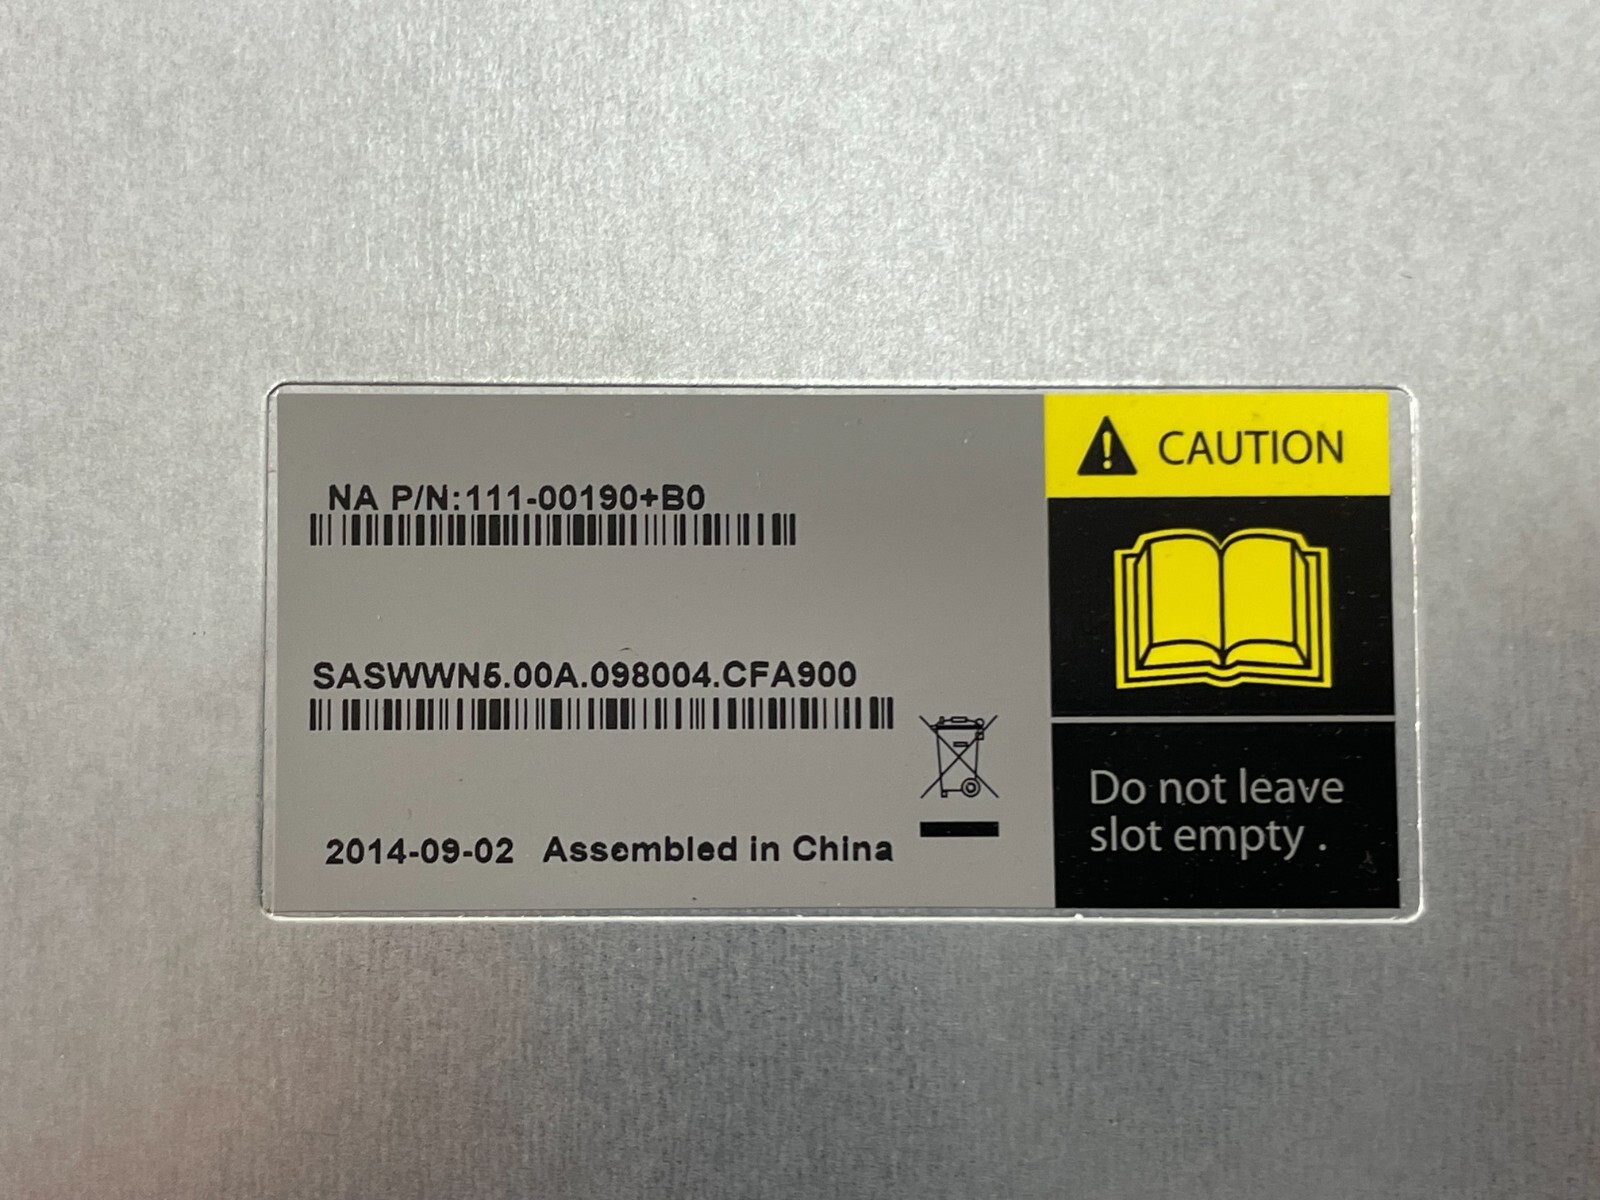 NA P/N:111-00190+B0
SASWWN5.00A.098004.CFA900
2014-09-02 Assembled in China
CAUTION
Do not leave
slot empty .